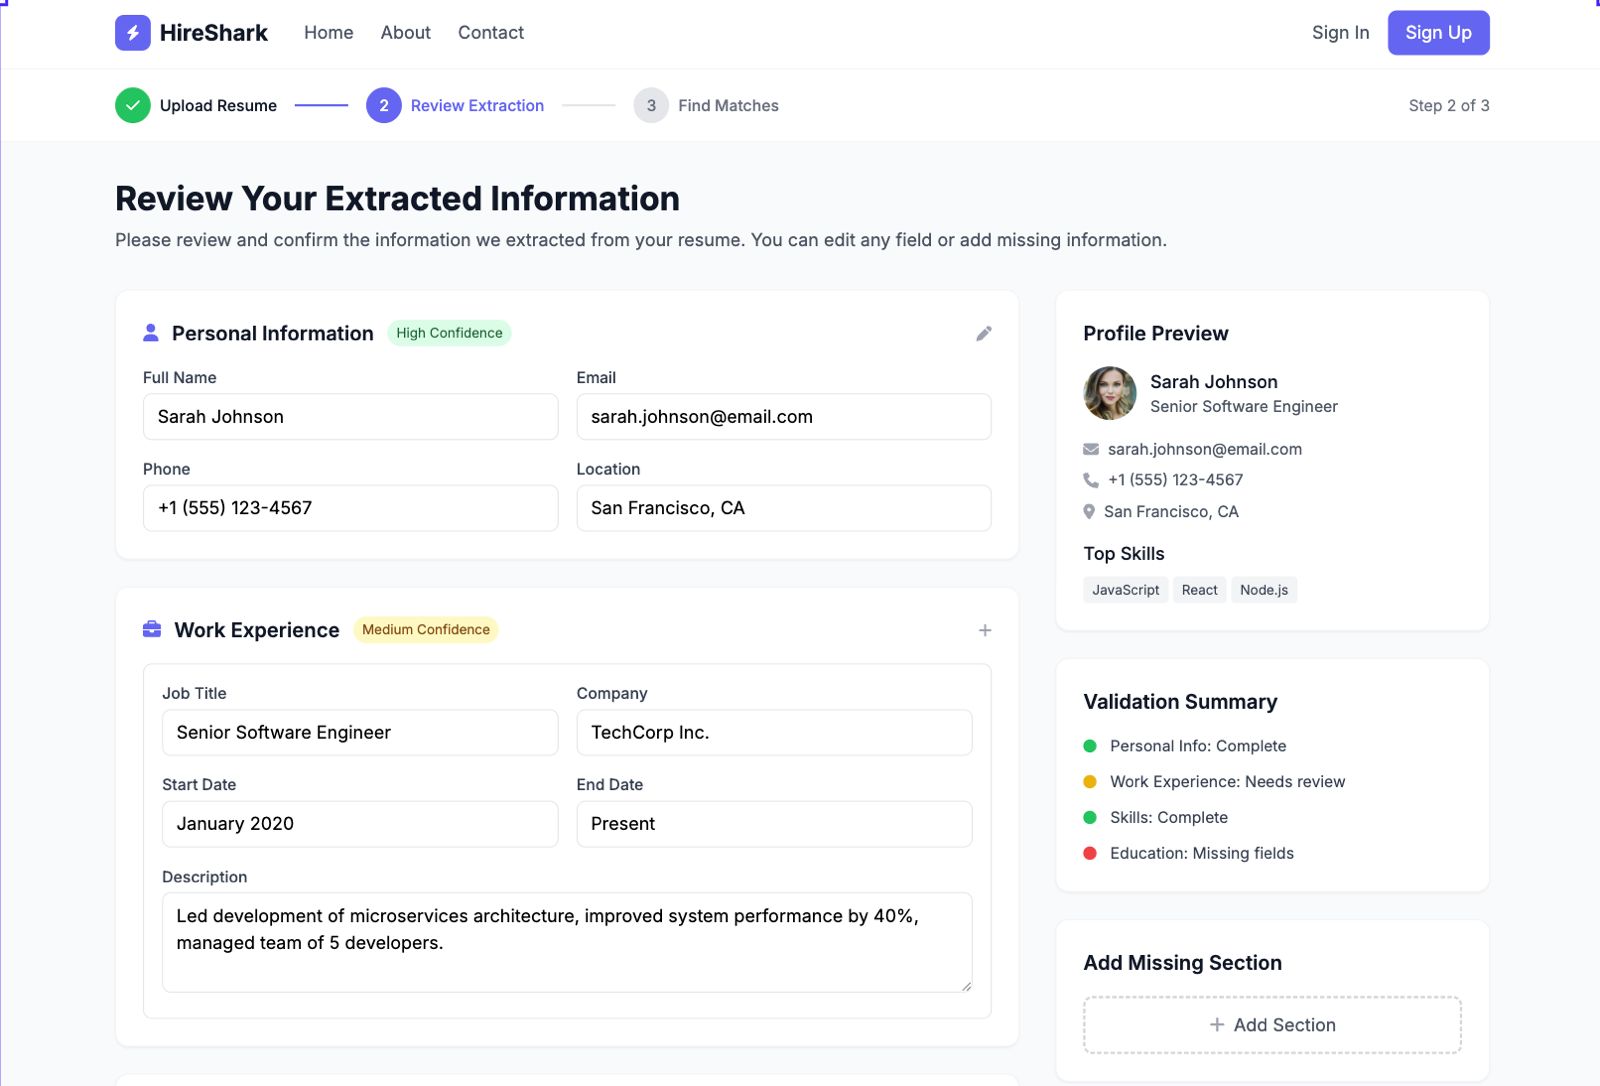 HireShark
Home About Contact
Sign In
Sign Up
Upload Resume
2 Review Extraction
3 Find Matches
Step 2 of 3
Review Your Extracted Information
Please review and confirm the information we extracted from your resume. You can edit any field or add missing information.
Personal Information High Confidence
Full Name
Sarah Johnson
Email
sarah.johnson@email.com
Phone
+1 (555) 123-4567
Location
San Francisco, CA
Work Experience Medium Confidence
Job Title
Senior Software Engineer
Company
TechCorp Inc.
Start Date
January 2020
End Date
Present
Description
Led development of microservices architecture, improved system performance by 40%,
managed team of 5 developers.
Profile Preview
Sarah Johnson
Senior Software Engineer
sarah.johnson@email.com
+1 (555) 123-4567
San Francisco, CA
Top Skills
JavaScript React Node.js
Validation Summary
Personal Info: Complete
Work Experience: Needs review
Skills: Complete
Education: Missing fields
Add Missing Section
+ Add Section